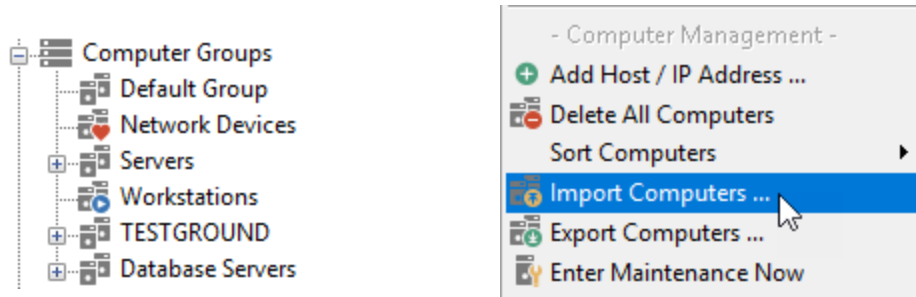 Computer Groups
Default Group
Network Devices
Servers
Workstations
TESTGROUND
Database Servers
- Computer Management -
Add Host / IP Address ...
Delete All Computers
Sort Computers
Import Computers ...
Export Computers ...
Enter Maintenance Now